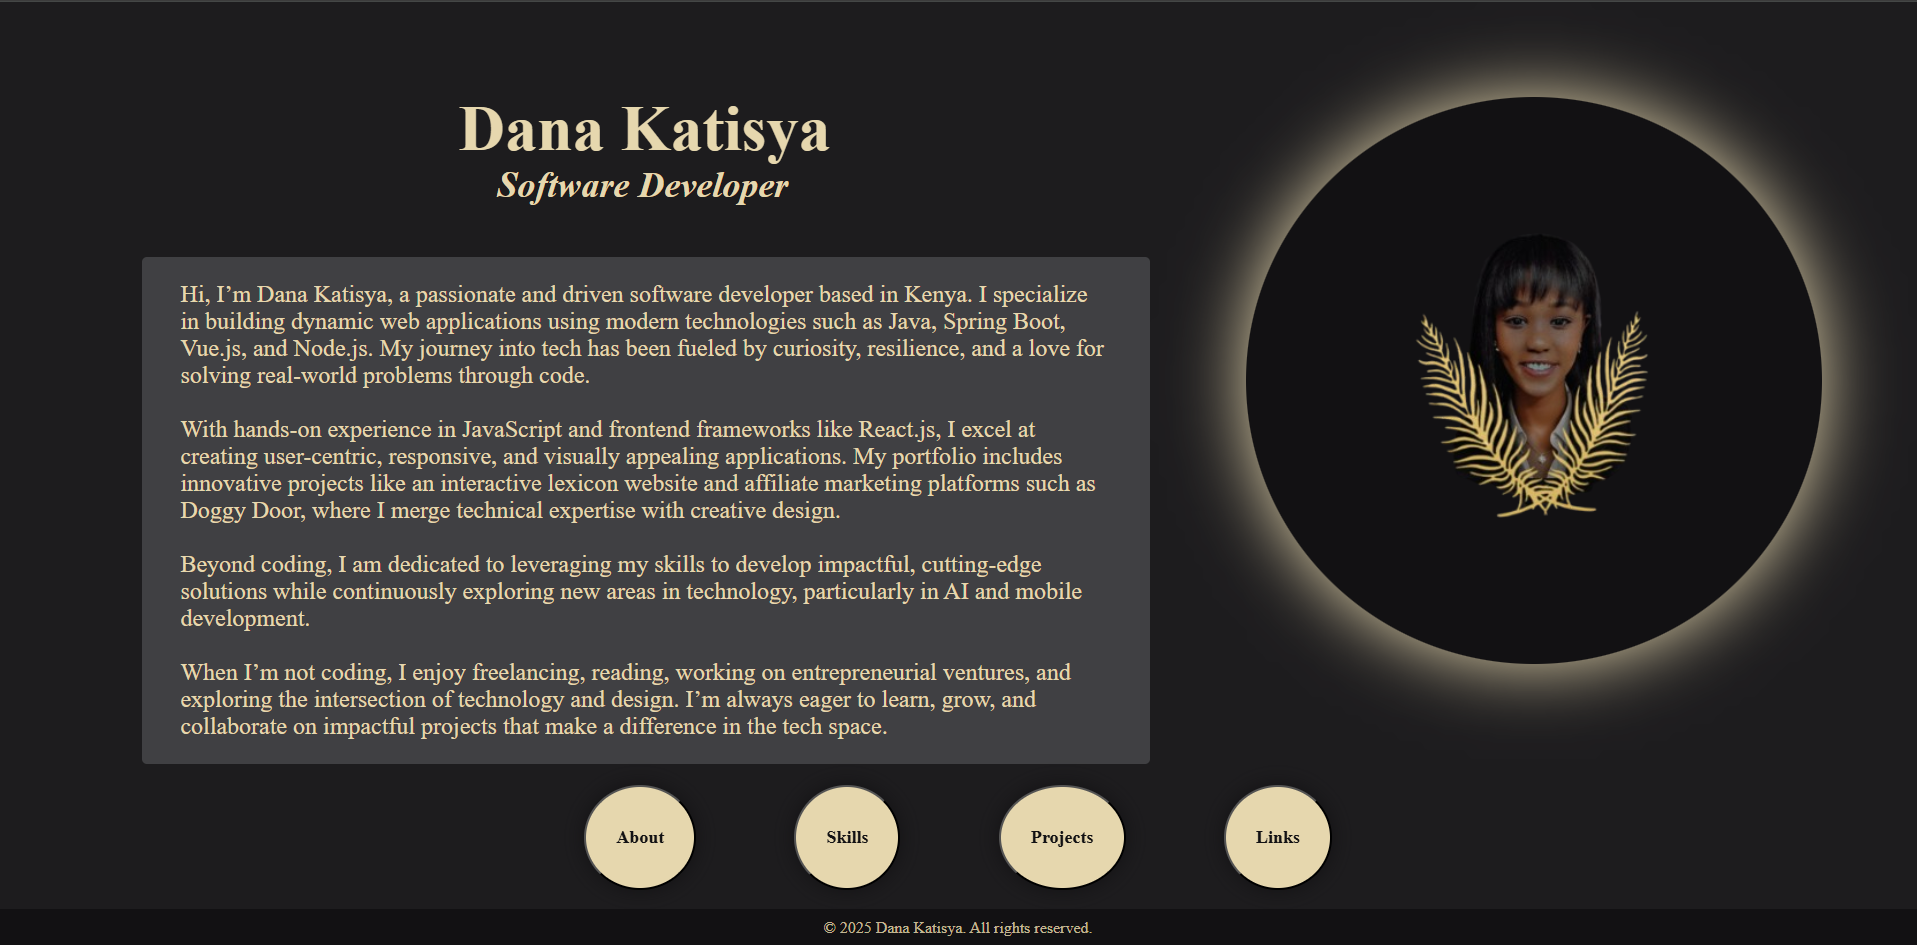 Dana Katisya
Software Developer
Hi, I’m Dana Katisya, a passionate and driven software developer based in Kenya. I specialize
in building dynamic web applications using modern technologies such as Java, Spring Boot,
Vue.js, and Node.js. My journey into tech has been fueled by curiosity, resilience, and a love for
solving real-world problems through code.
With hands-on experience in JavaScript and frontend frameworks like React.js, I excel at
creating user-centric, responsive, and visually appealing applications. My portfolio includes
innovative projects like an interactive lexicon website and affiliate marketing platforms such as
Doggy Door, where I merge technical expertise with creative design.
Beyond coding, I am dedicated to leveraging my skills to develop impactful, cutting-edge
solutions while continuously exploring new areas in technology, particularly in AI and mobile
development.
When I’m not coding, I enjoy freelancing, reading, working on entrepreneurial ventures, and
exploring the intersection of technology and design. I’m always eager to learn, grow, and
collaborate on impactful projects that make a difference in the tech space.
About
Skills
Projects
Links
© 2025 Dana Katisya. All rights reserved.